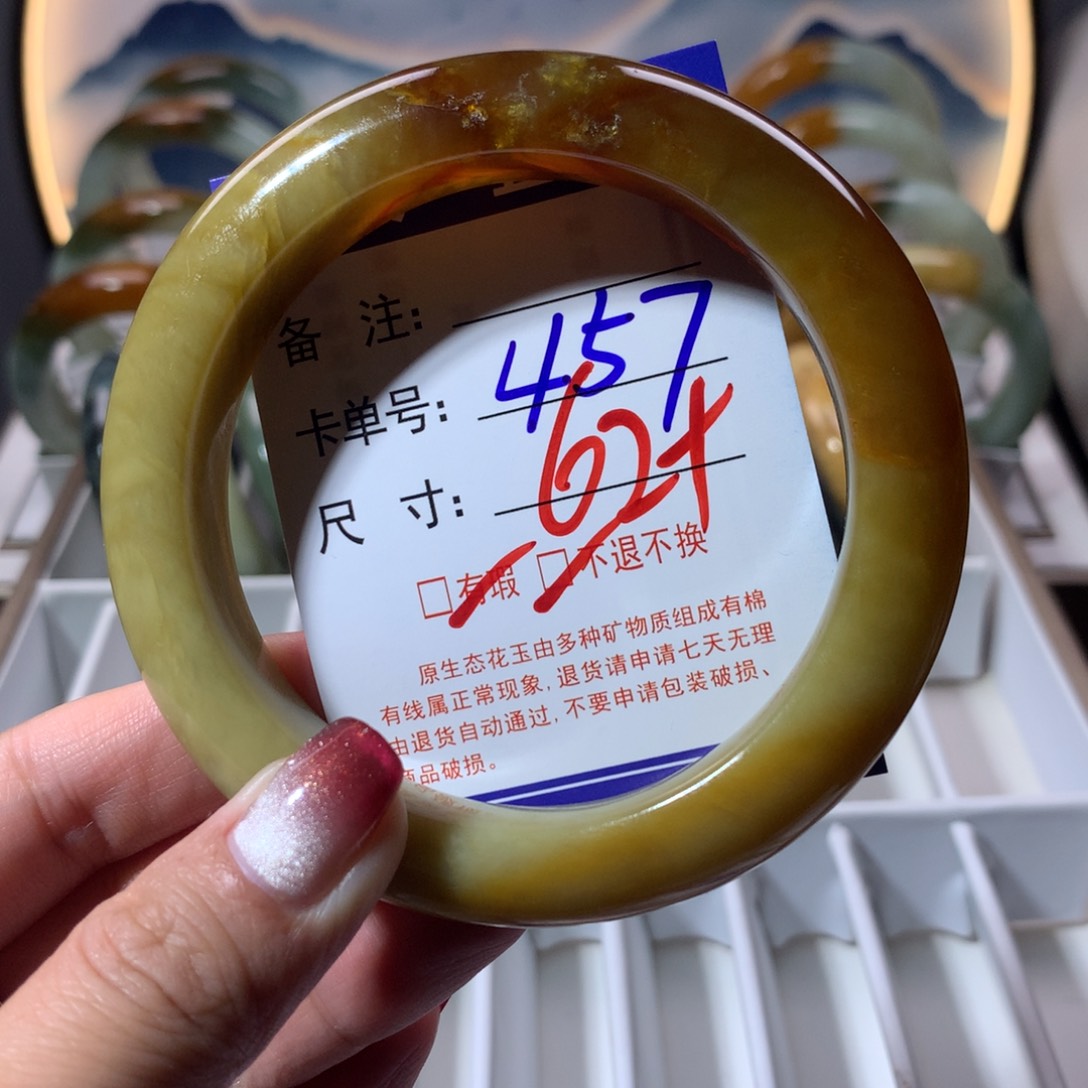 备 注:
卡单号: 457
尺 寸: 62+
□有瑕 □不退不换
原生态花玉由多种矿物质组成有棉
有线属正常现象,退货请申请七天无理
由退货自动通过,不要申请包装破损、
商品破损。